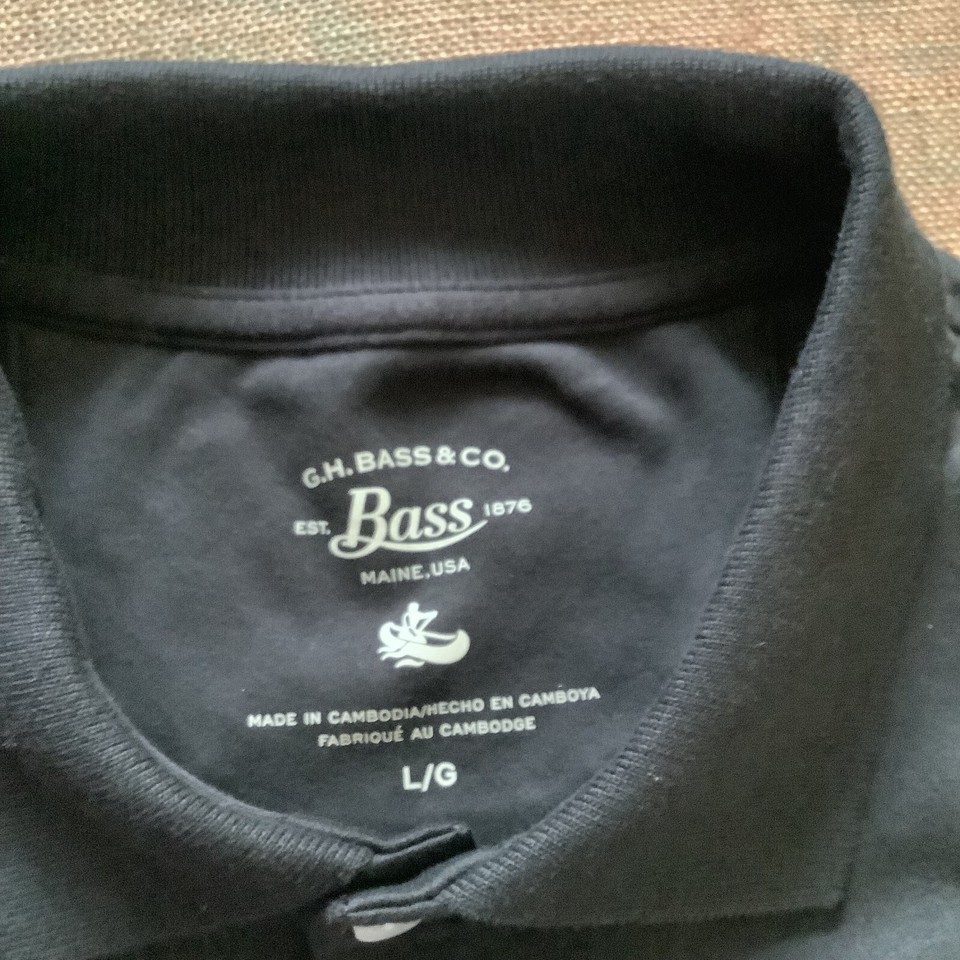 G.H. BASS & CO.
EST. Bass 1876
MAINE, USA
MADE IN CAMBODIA/HECHO EN CAMBOYA
FABRIQUÉ AU CAMBODGE
L/G